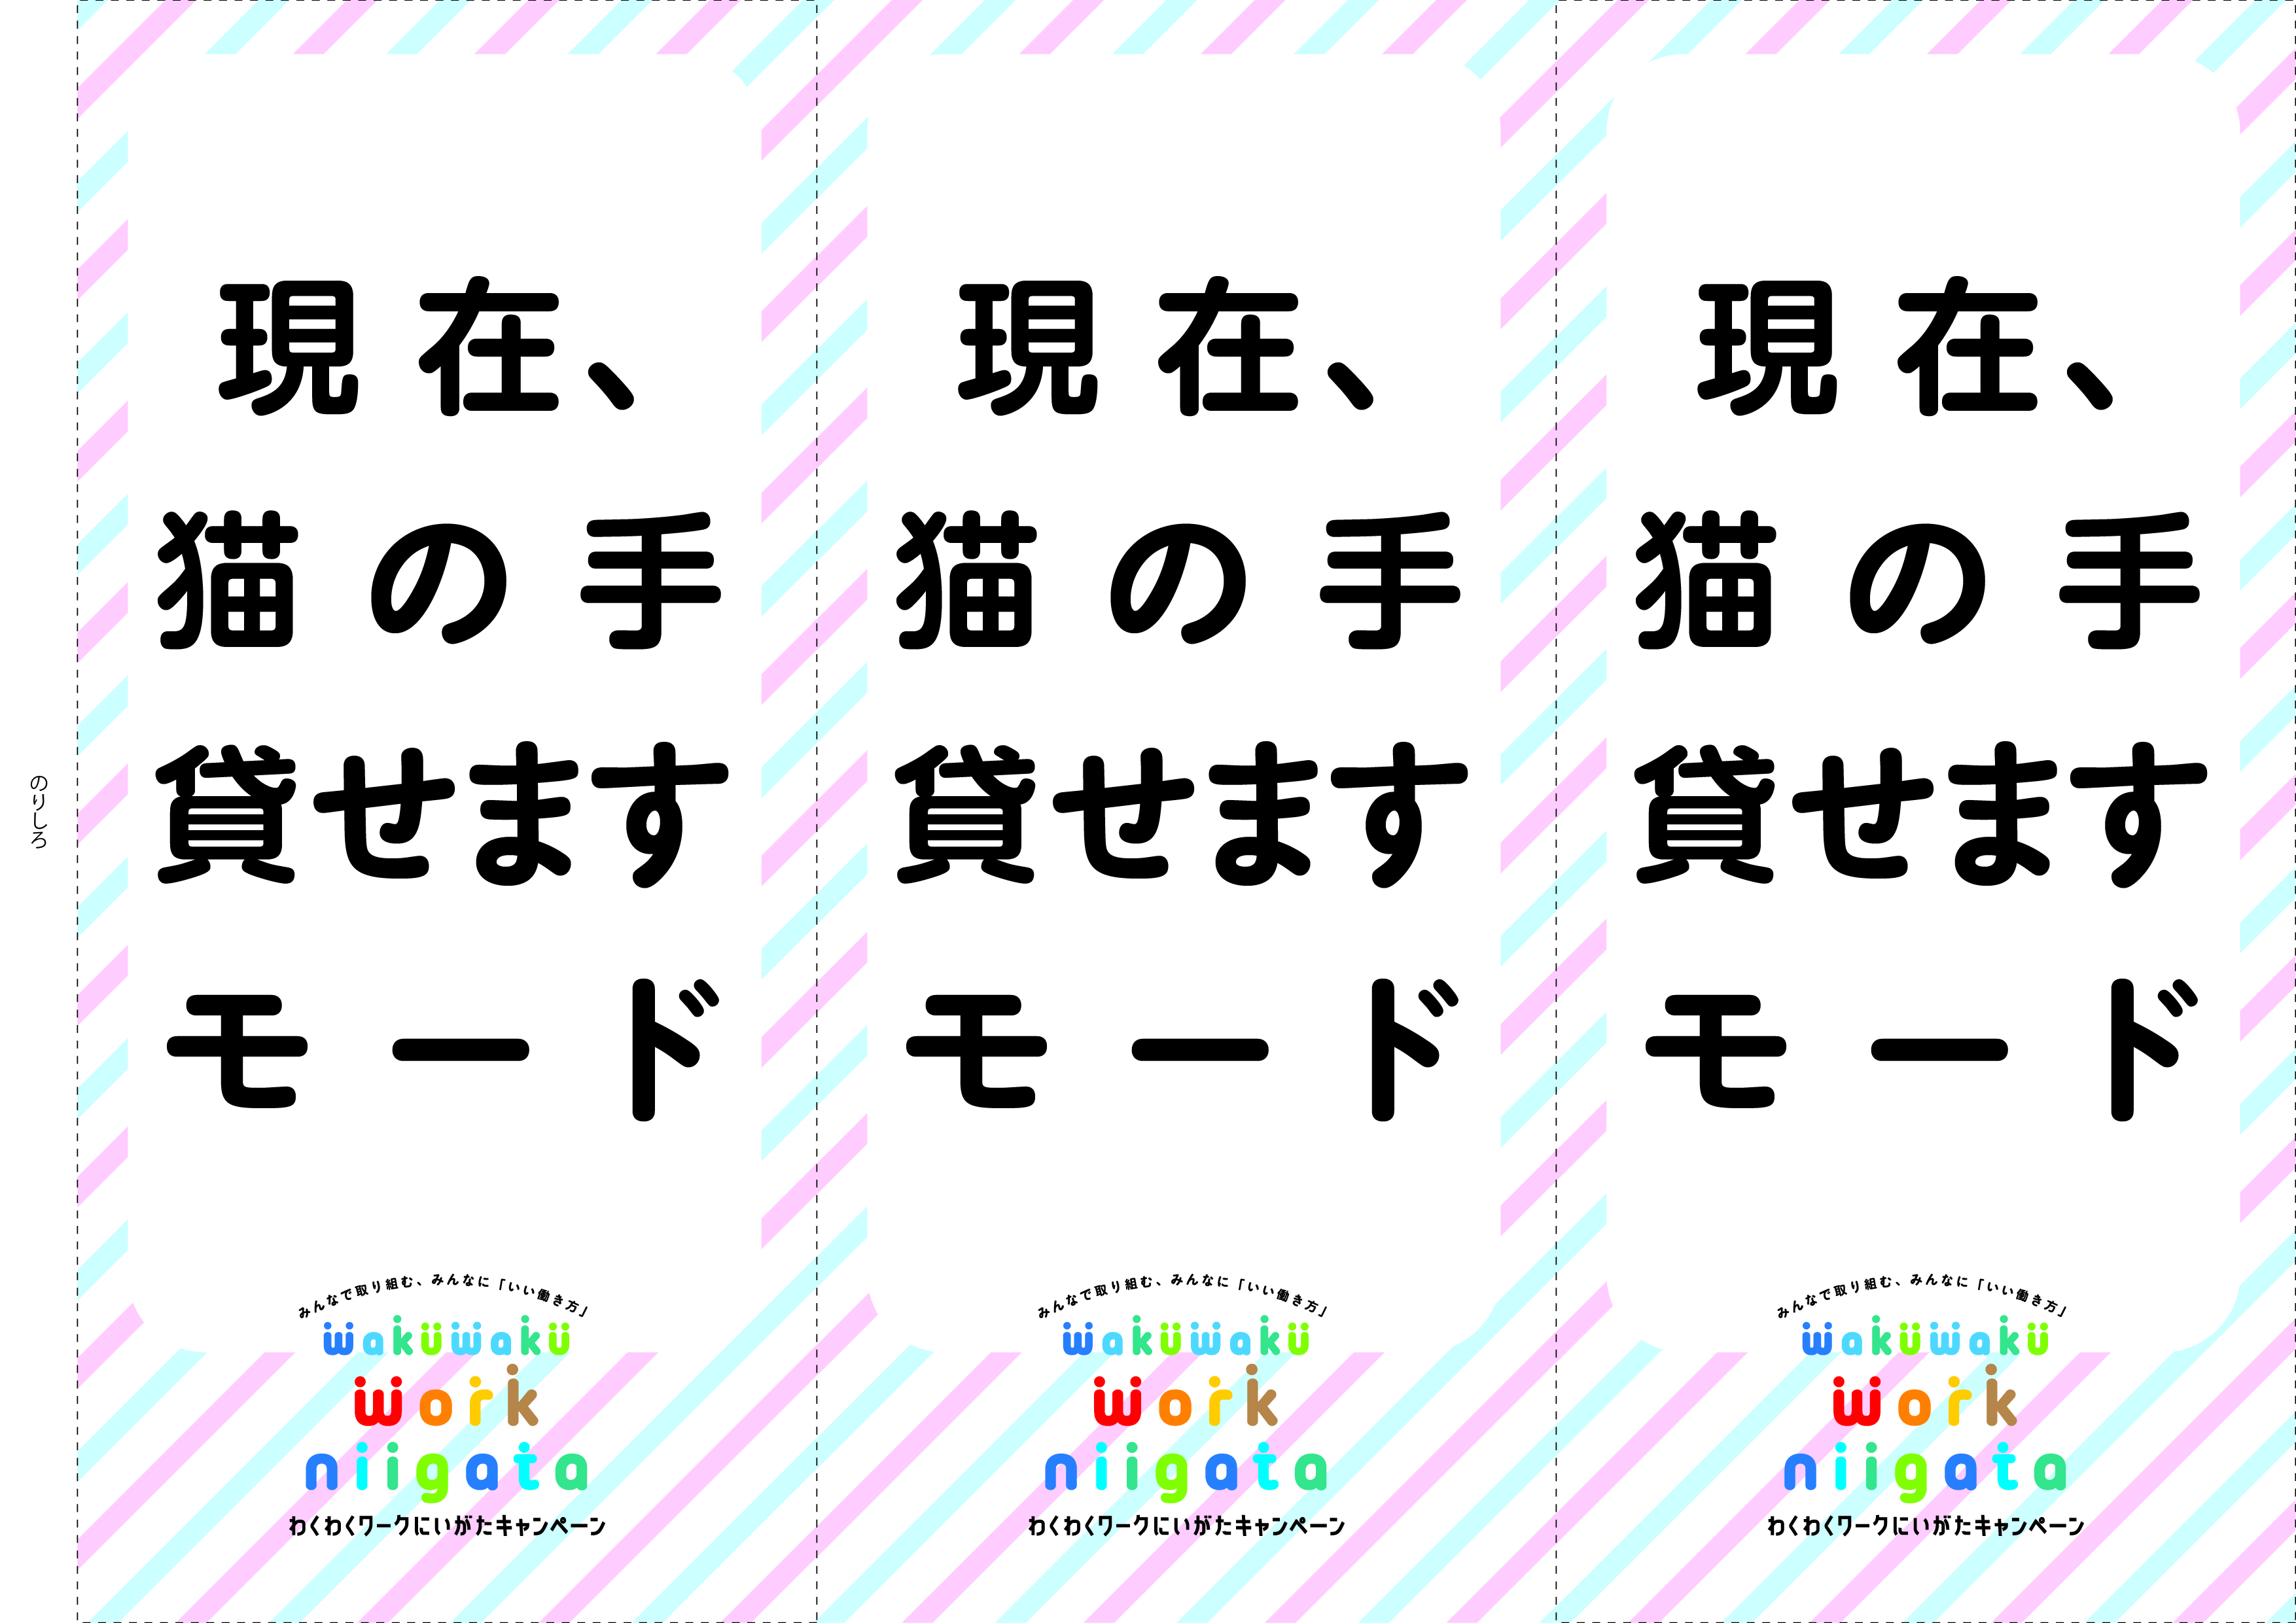 のりしろ
現在、
猫の手
貸せます
モード
みんなで取り組む、みんなに「いい働き方」
wakuwaku
work
niigata
わくわくワークにいがたキャンペーン
現在、
猫の手
貸せます
モード
みんなで取り組む、みんなに「いい働き方」
wakuwaku
work
niigata
わくわくワークにいがたキャンペーン
現在、
猫の手
貸せます
モード
みんなで取り組む、みんなに「いい働き方」
wakuwaku
work
niigata
わくわくワークにいがたキャンペーン